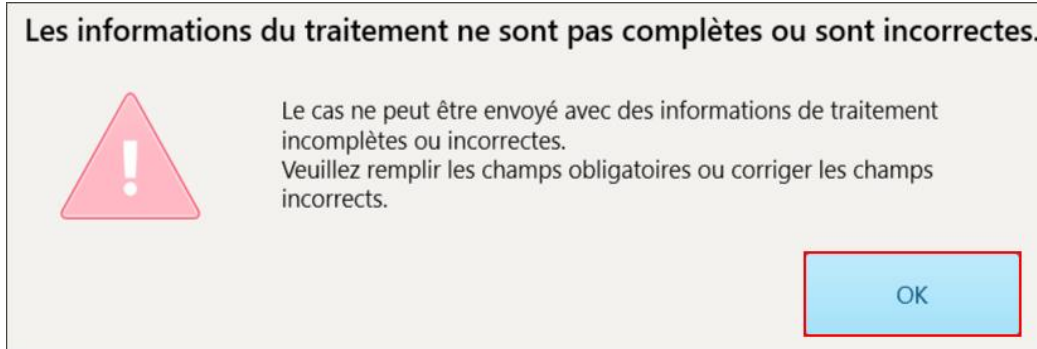 Les informations du traitement ne sont pas complètes ou sont incorrectes.
Le cas ne peut être envoyé avec des informations de traitement
incomplètes ou incorrectes.
Veuillez remplir les champs obligatoires ou corriger les champs
incorrects.
OK